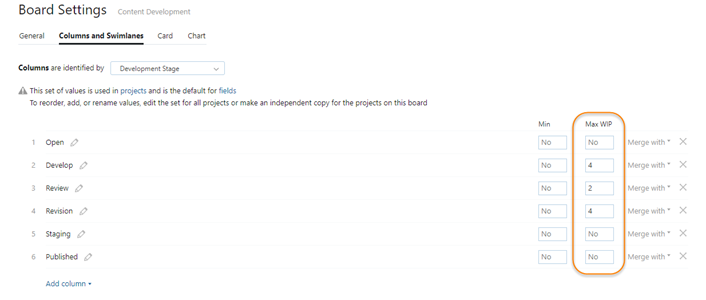 Board Settings Content Development
General Columns and Swimlanes Card Chart
Columns are identified by Development Stage
This set of values is used in projects and is the default for fields
To reorder, add, or rename values, edit the set for all projects or make an independent copy for the projects on this board
Min Max WIP
1 Open No No Merge with *
2 Develop No 4 Merge with *
3 Review No 2 Merge with *
4 Revision No 4 Merge with *
5 Staging No No Merge with *
6 Published No No Merge with *
Add column